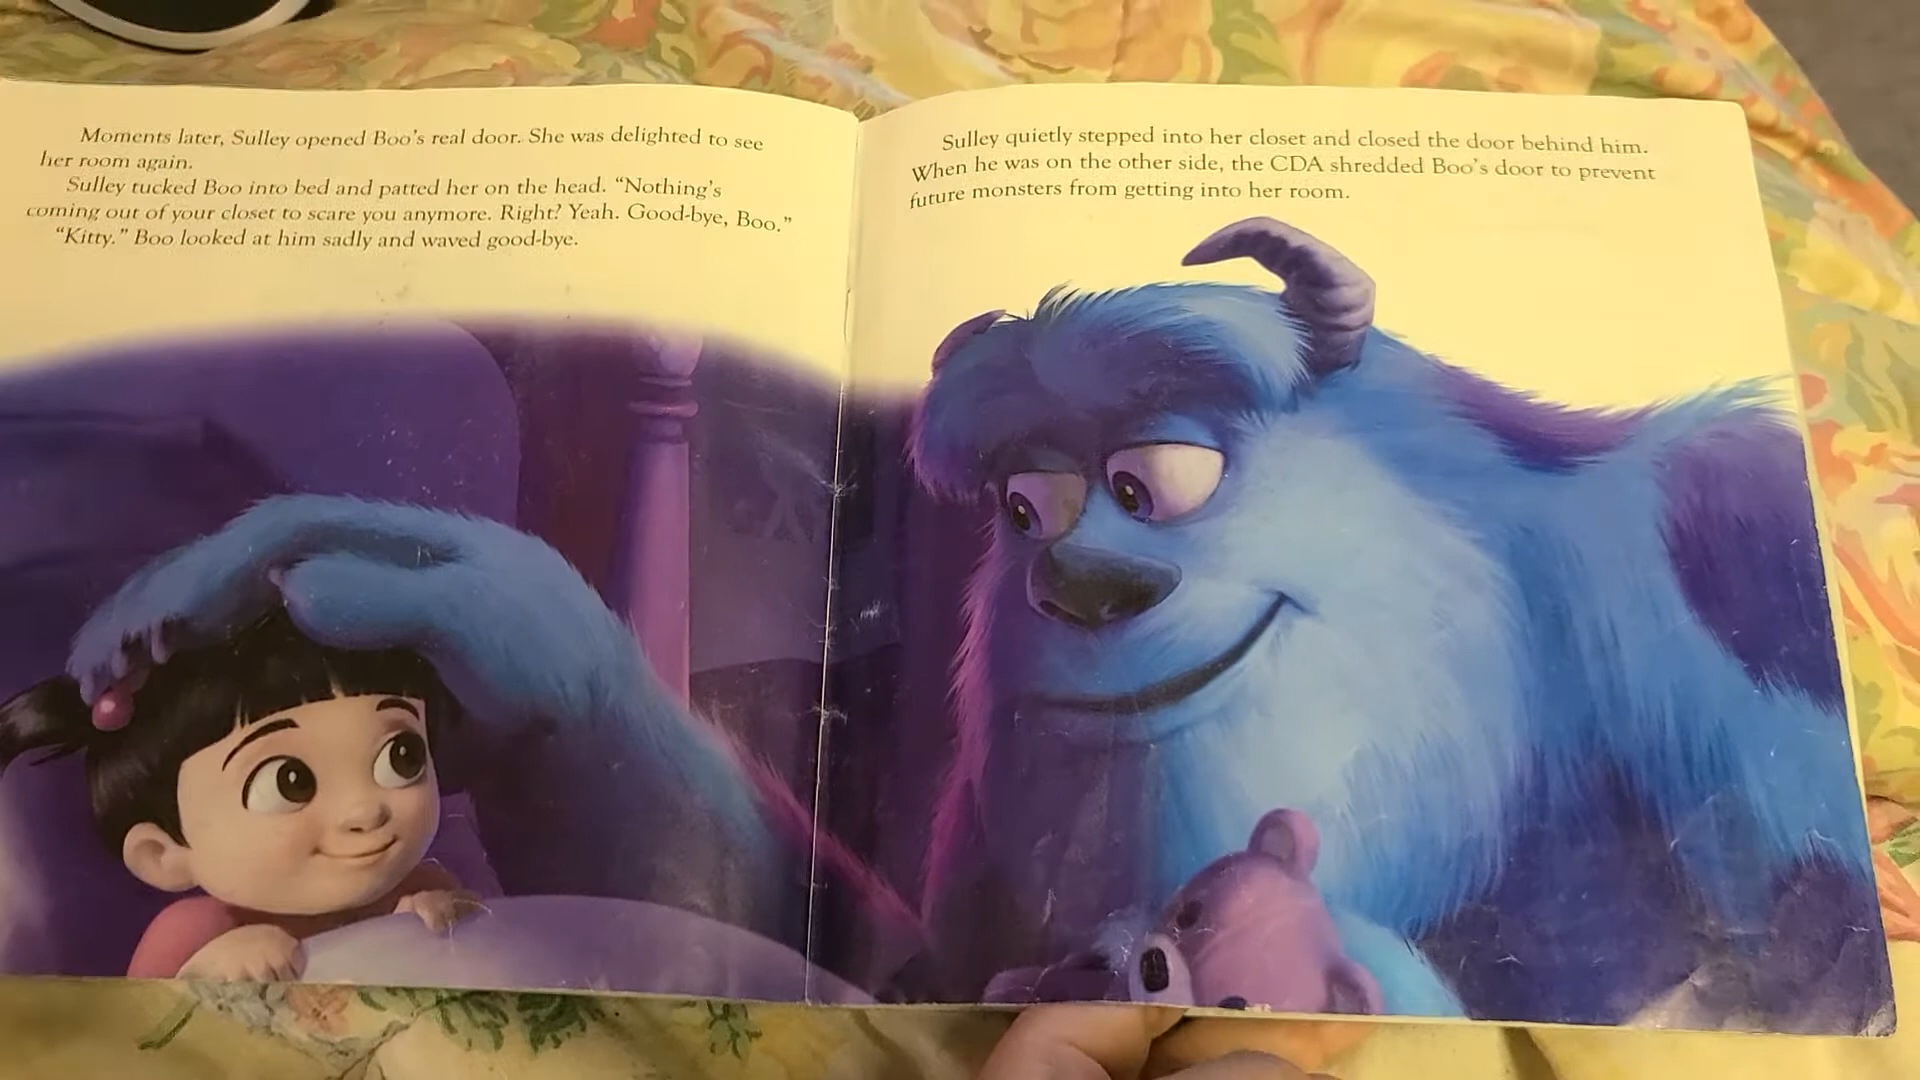 Moments later, Sulley opened Boo's real door. She was delighted to see
her room again.
Sulley tucked Boo into bed and patted her on the head. “Nothing's
coming out of your closet to scare you anymore. Right? Yeah. Good-bye, Boo.”
“Kitty.” Boo looked at him sadly and waved good-bye.
Sulley quietly stepped into her closet and closed the door behind him.
When he was on the other side, the CDA shredded Boo's door to prevent
future monsters from getting into her room.